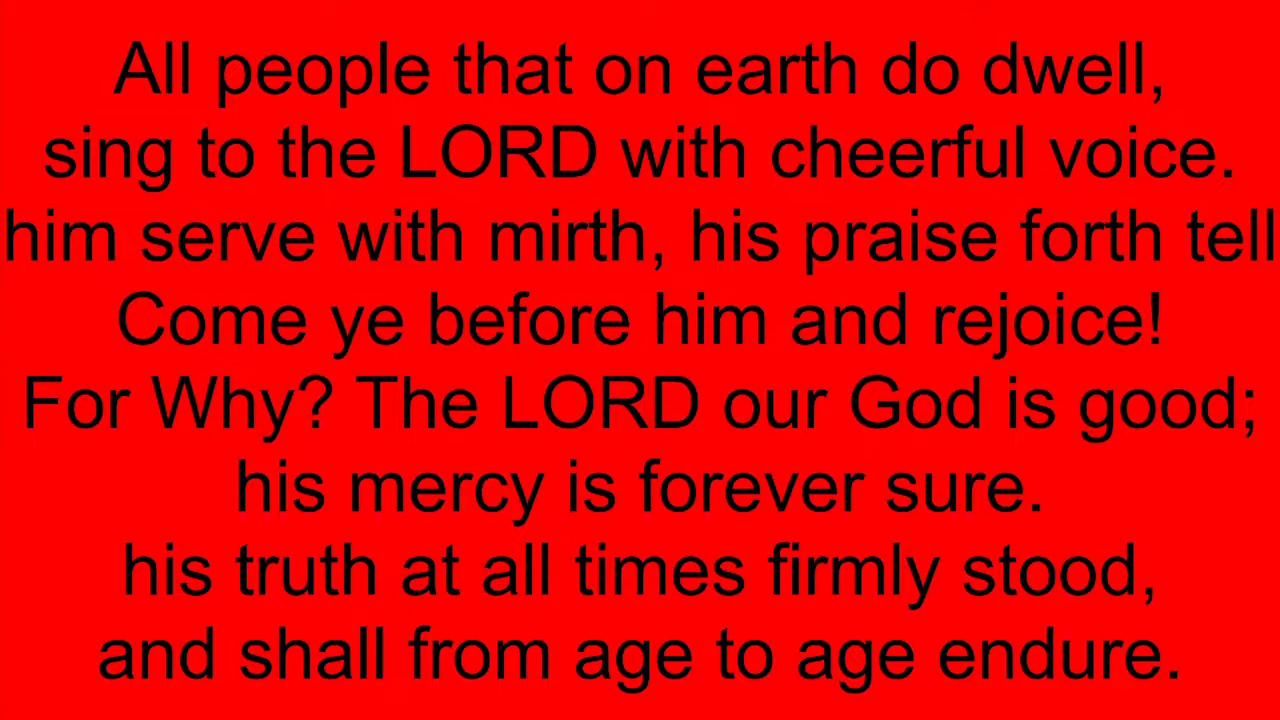 All people that on earth do dwell,
sing to the LORD with cheerful voice.
him serve with mirth, his praise forth tell
Come ye before him and rejoice!
For Why? The LORD our God is good;
his mercy is forever sure.
his truth at all times firmly stood,
and shall from age to age endure.